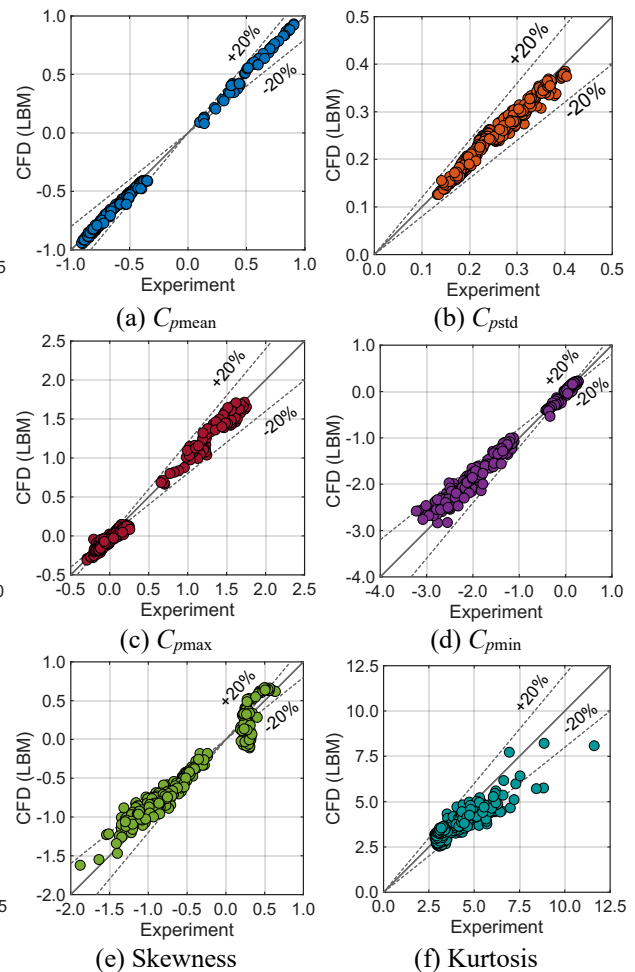 1.0
0.5
0.0
-0.5
-1.0
-1.0 -0.5 0.0 0.5 1.0
CFD (LBM)
Experiment
+20%
-20%
(a) Cpmean
0.5
0.4
0.3
0.2
0.1
0.0
0.0 0.1 0.2 0.3 0.4 0.5
CFD (LBM)
Experiment
+20%
-20%
(b) Cpstd
2.5
2.0
1.5
1.0
0.5
0.0
-0.5
-0.5 0.0 0.5 1.0 1.5 2.0 2.5
CFD (LBM)
Experiment
+20%
-20%
(c) Cpmax
1.0
0.0
-1.0
-2.0
-3.0
-4.0
-4.0 -3.0 -2.0 -1.0 0.0 1.0
CFD (LBM)
Experiment
+20%
-20%
(d) Cpmin
1.0
0.5
0.0
-0.5
-1.0
-1.5
-2.0
-2.0 -1.5 -1.0 -0.5 0.0 0.5 1.0
CFD (LBM)
Experiment
+20%
-20%
(e) Skewness
12.5
10.0
7.5
5.0
2.5
0.0
0.0 2.5 5.0 7.5 10.0 12.5
CFD (LBM)
Experiment
+20%
-20%
(f) Kurtosis